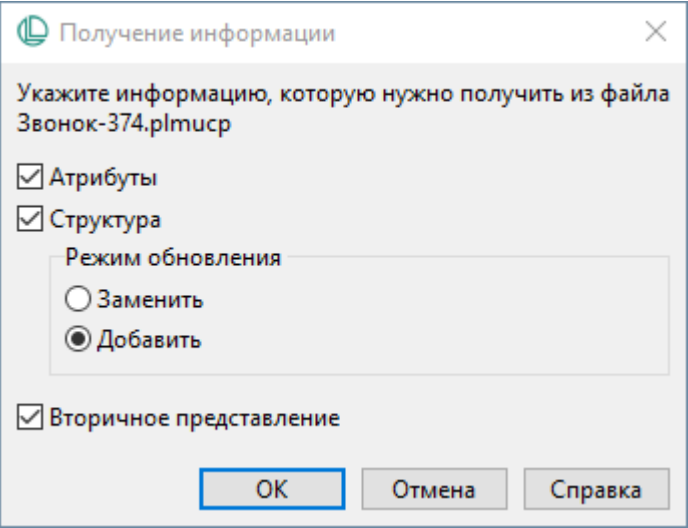 Получение информации
Укажите информацию, которую нужно получить из файла
Звонок-374.plmucp
Атрибуты
Структура
Режим обновления
Заменить
Добавить
Вторичное представление
ОК
Отмена
Справка